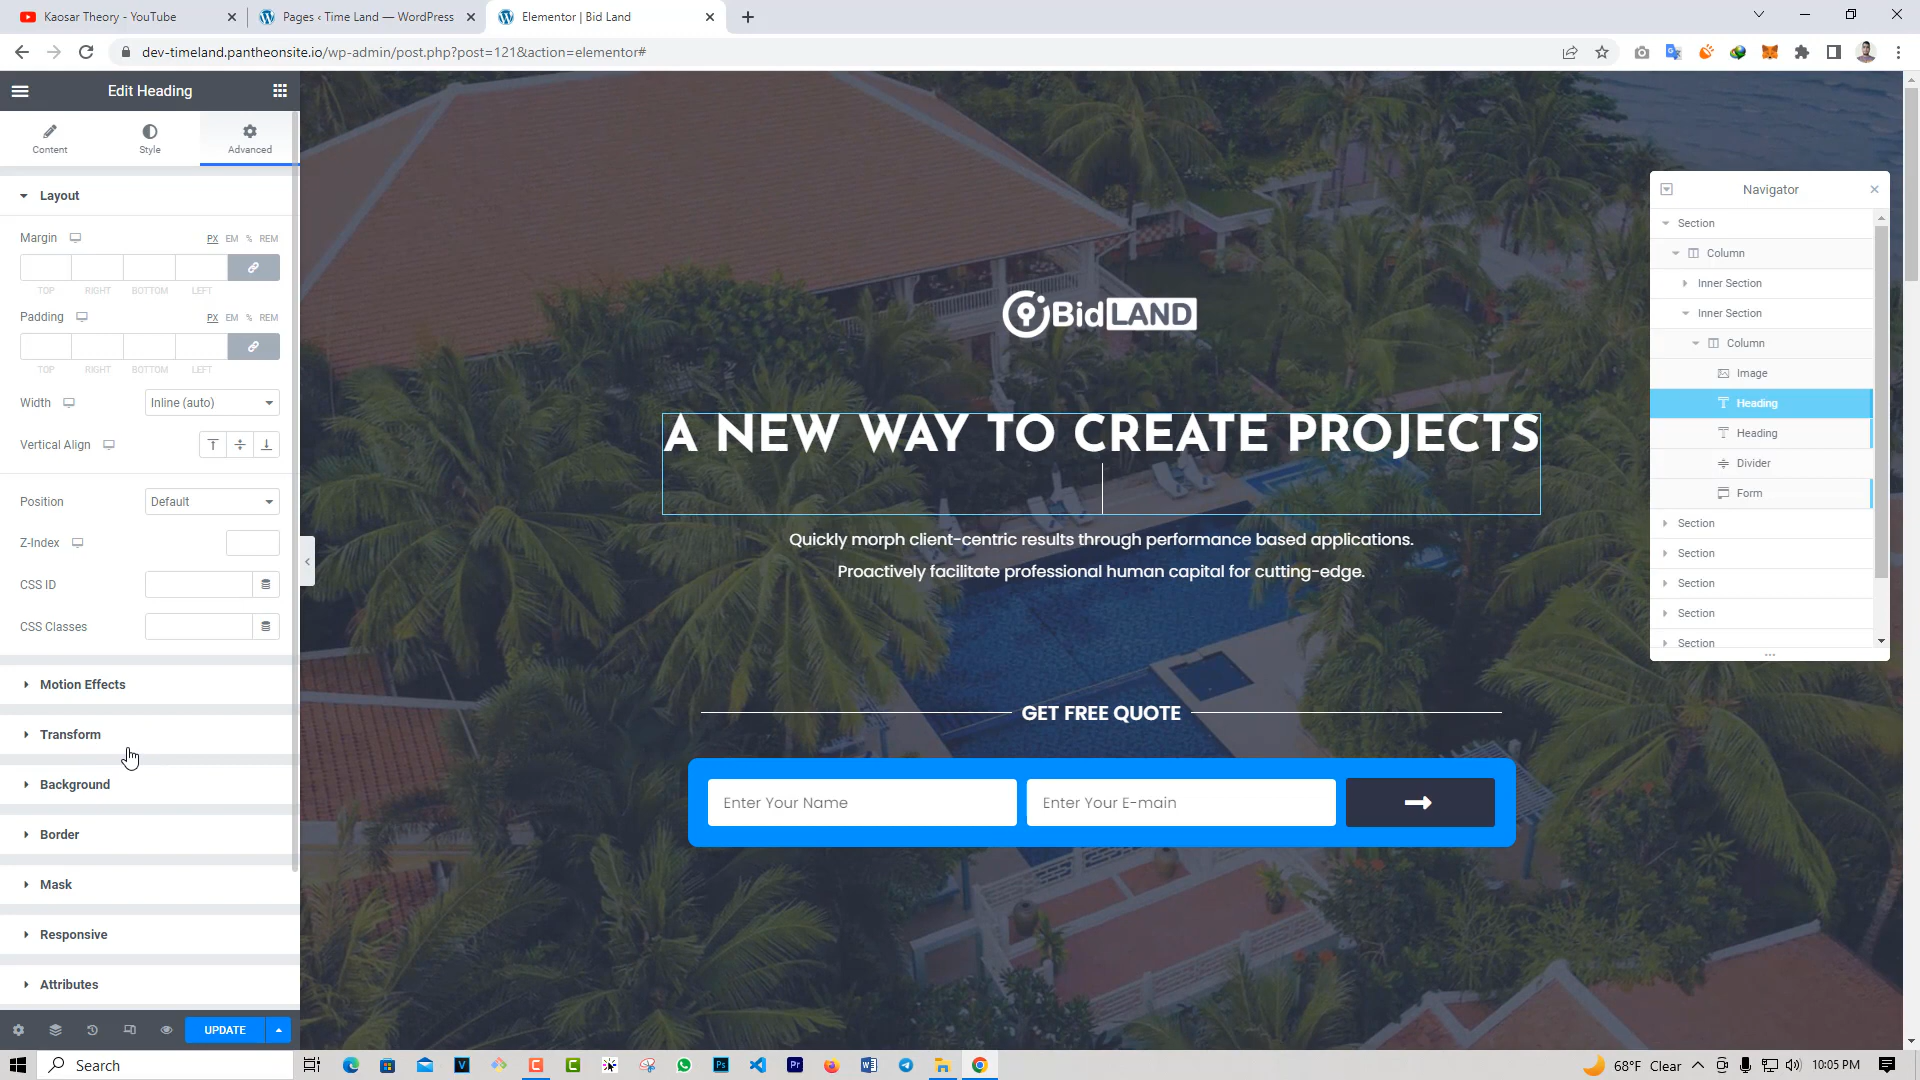 Kaosar Theory - YouTube
Pages ‹ Time Land — WordPress
Elementor | Bid Land
dev-timeland.pantheonsite.io/wp-admin/post.php?post=121&action=elementor#
Edit Heading
Content
Style
Advanced
Layout
Margin
PX EM % REM
TOP RIGHT BOTTOM LEFT
Padding
PX EM % REM
TOP RIGHT BOTTOM LEFT
Width
Inline (auto)
Vertical Align
Position
Default
Z-Index
CSS ID
CSS Classes
Motion Effects
Transform
Background
Border
Mask
Responsive
Attributes
UPDATE
BidLAND
A NEW WAY TO CREATE PROJECTS
Quickly morph client-centric results through performance based applications.
Proactively facilitate professional human capital for cutting-edge.
GET FREE QUOTE
Enter Your Name
Enter Your E-main
Navigator
Section
Column
Inner Section
Inner Section
Column
Image
Heading
Heading
Divider
Form
Section
Section
Section
Section
Section
Search
68°F Clear
10:05 PM